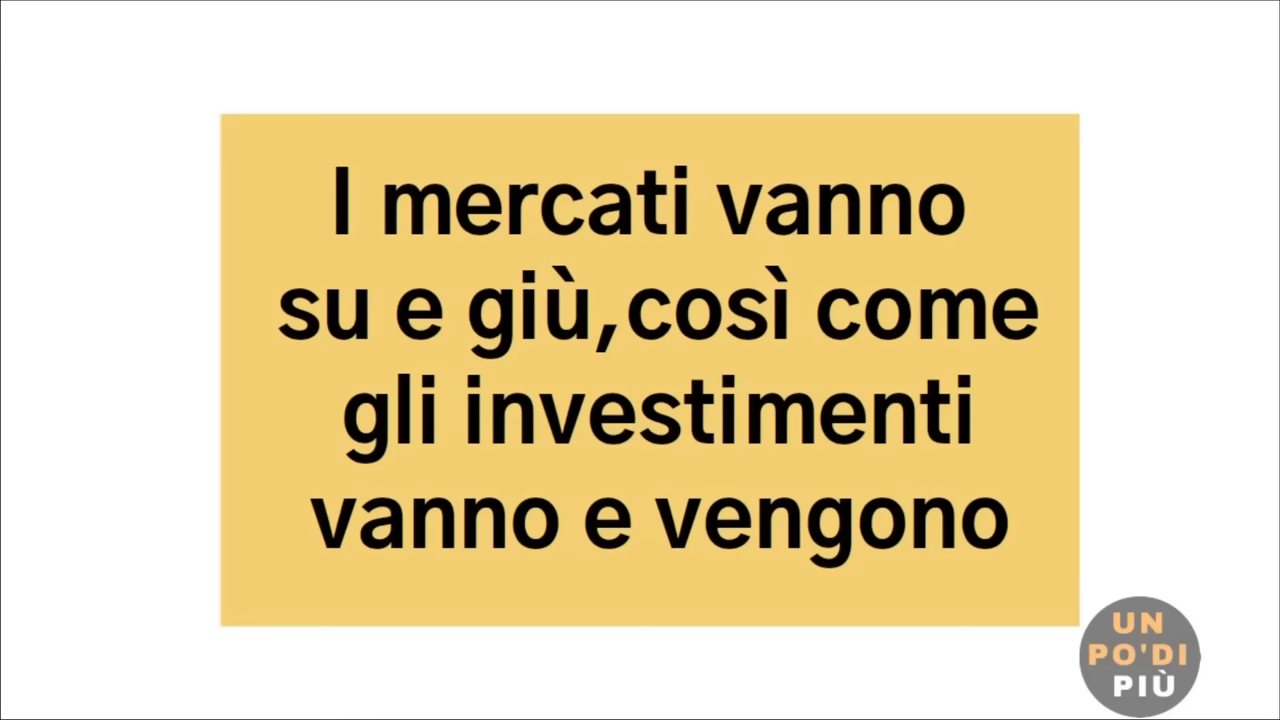 I mercati vanno
su e giù,così come
gli investimenti
vanno e vengono
UN
PO'DI
PIÙ